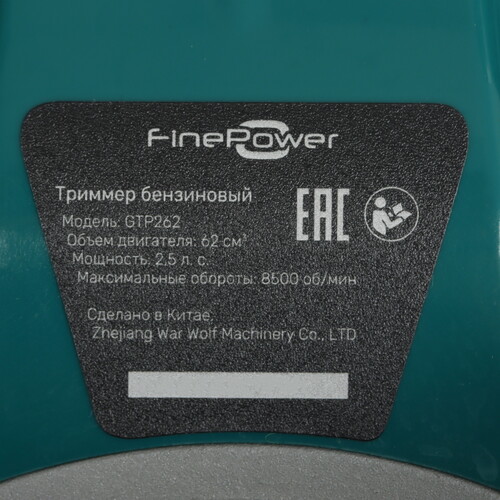 FinePower
Триммер бензиновый
Модель: GTP262
Объем двигателя: 62 см³
Мощность: 2,5 л. с.
Максимальные обороты: 8500 об/мин
EAC
Сделано в Китае,
Zhejiang War Wolf Machinery Co., LTD